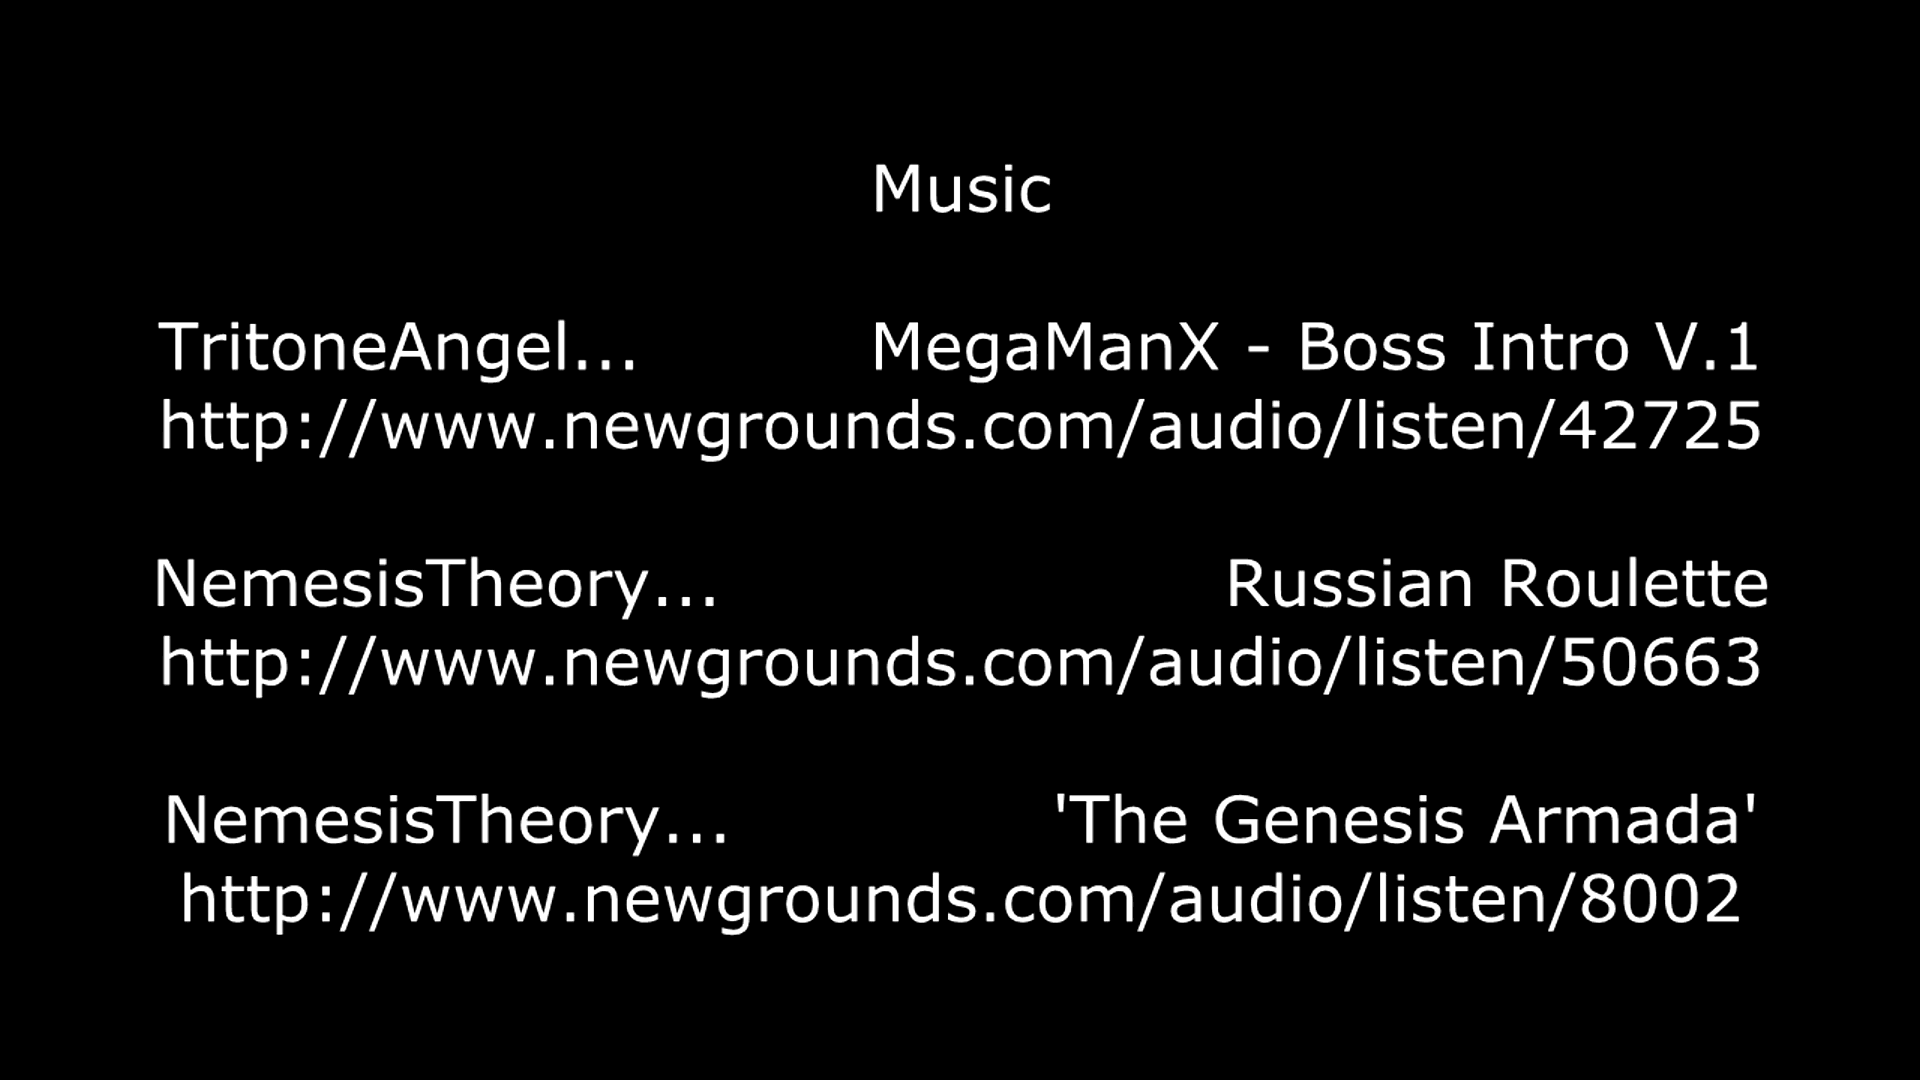 Music
TritoneAngel... MegaManX - Boss Intro V.1
http://www.newgrounds.com/audio/listen/42725
NemesisTheory... Russian Roulette
http://www.newgrounds.com/audio/listen/50663
NemesisTheory... 'The Genesis Armada'
http://www.newgrounds.com/audio/listen/8002